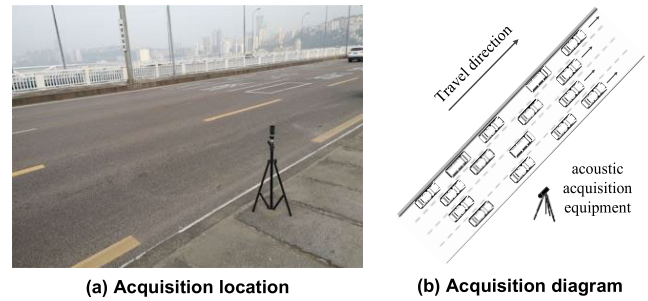 Travel direction
acoustic
acquisition
equipment
(a) Acquisition location
(b) Acquisition diagram